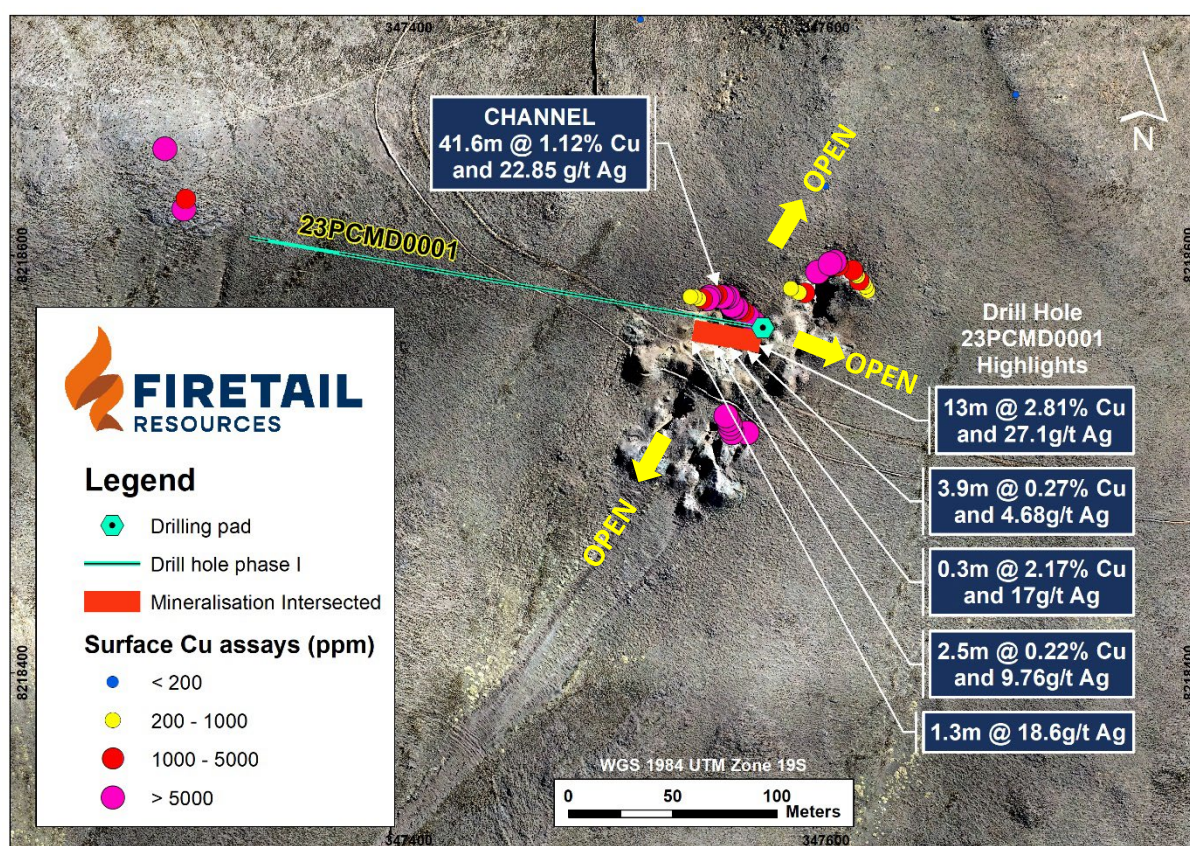 347400
347600
CHANNEL
41.6m @ 1.12% Cu
and 22.85 g/t Ag
OPEN
N
23PCMD0001
8218600
8218600
OPEN
OPEN
Drill Hole
23PCMD0001
Highlights
13m @ 2.81% Cu
and 27.1g/t Ag
3.9m @ 0.27% Cu
and 4.68g/t Ag
0.3m @ 2.17% Cu
and 17g/t Ag
2.5m @ 0.22% Cu
and 9.76g/t Ag
1.3m @ 18.6g/t Ag
FIRETAIL
RESOURCES
Legend
Drilling pad
Drill hole phase I
Mineralisation Intersected
Surface Cu assays (ppm)
< 200
200 - 1000
1000 - 5000
> 5000
8218400
8218400
WGS 1984 UTM Zone 19S
0 50 100
Meters
347400
347600